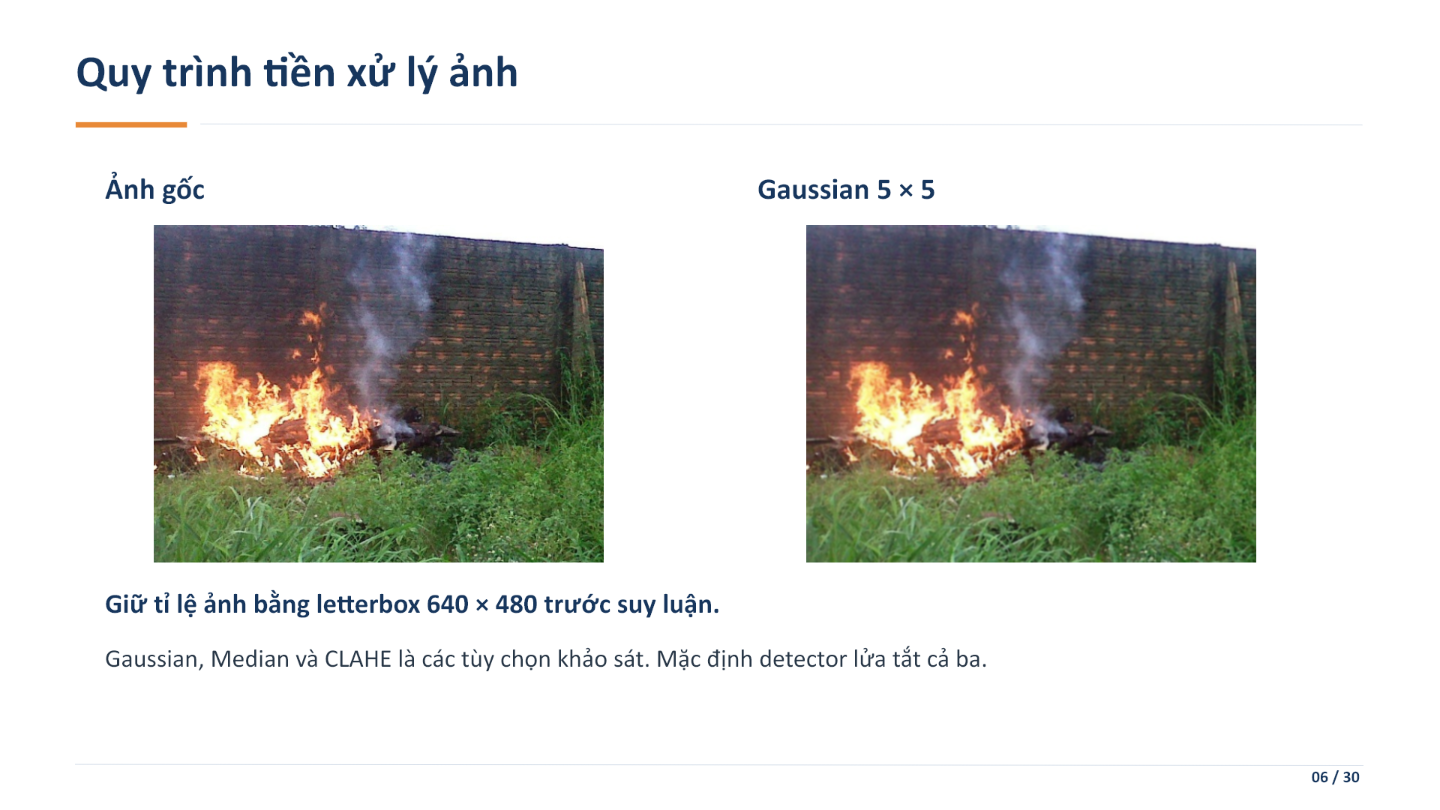 Quy trình tiền xử lý ảnh
Ảnh gốc
Gaussian 5 × 5
Giữ tỉ lệ ảnh bằng letterbox 640 × 480 trước suy luận.
Gaussian, Median và CLAHE là các tùy chọn khảo sát. Mặc định detector lửa tắt cả ba.
06 / 30